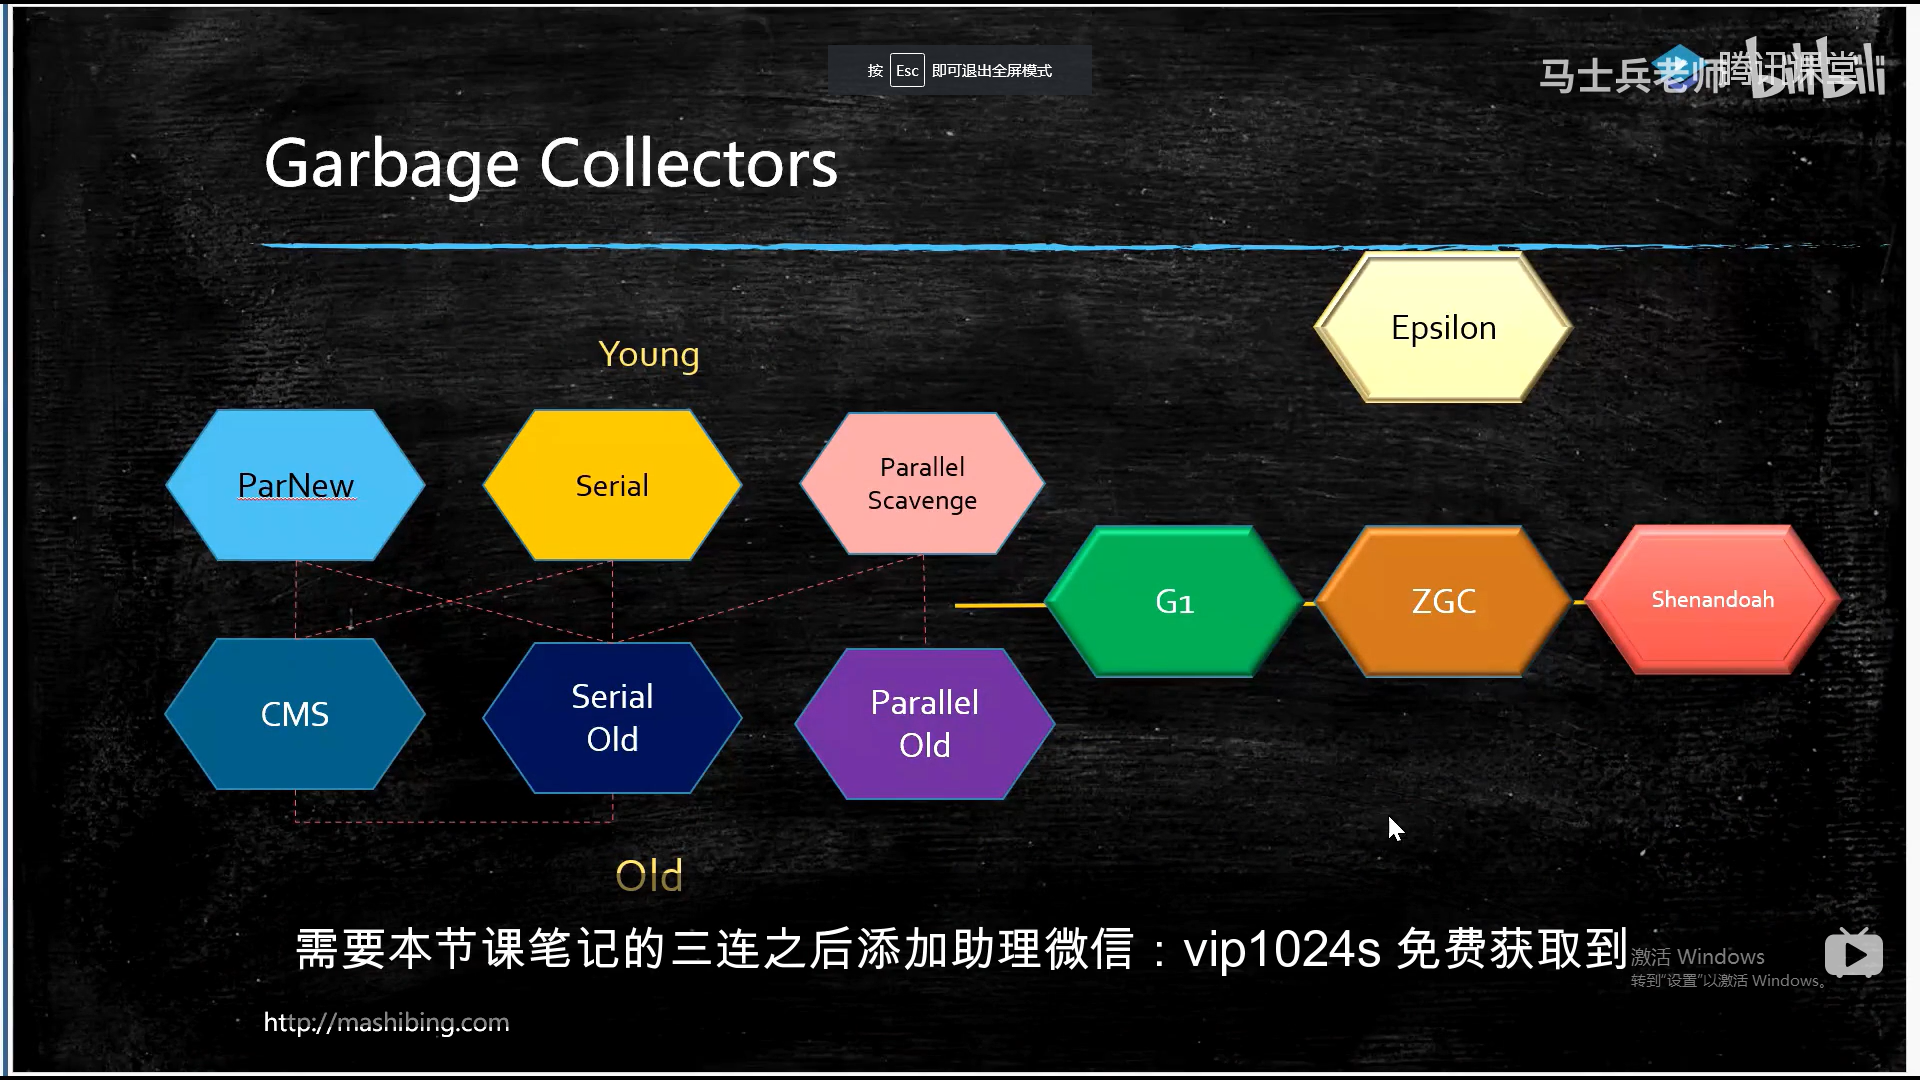 按 Esc 即可退出全屏模式
马士兵老师
腾讯课堂
bilibili
Garbage Collectors
Epsilon
Young
ParNew
Serial
Parallel
Scavenge
G1
ZGC
Shenandoah
CMS
Serial
Old
Parallel
Old
Old
需要本节课笔记的三连之后添加助理微信：vip1024s 免费获取到
激活 Windows
转到“设置”以激活 Windows。
http://mashibing.com